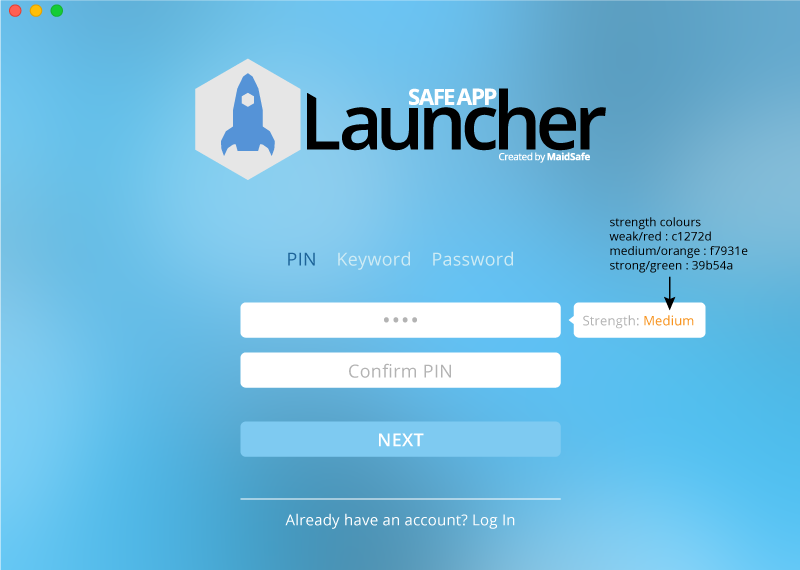 SAFE APP
Launcher
Created by MaidSafe
strength colours
weak/red : c1272d
medium/orange : f7931e
strong/green : 39b54a
PIN Keyword Password
••••
Strength: Medium
Confirm PIN
NEXT
Already have an account? Log In